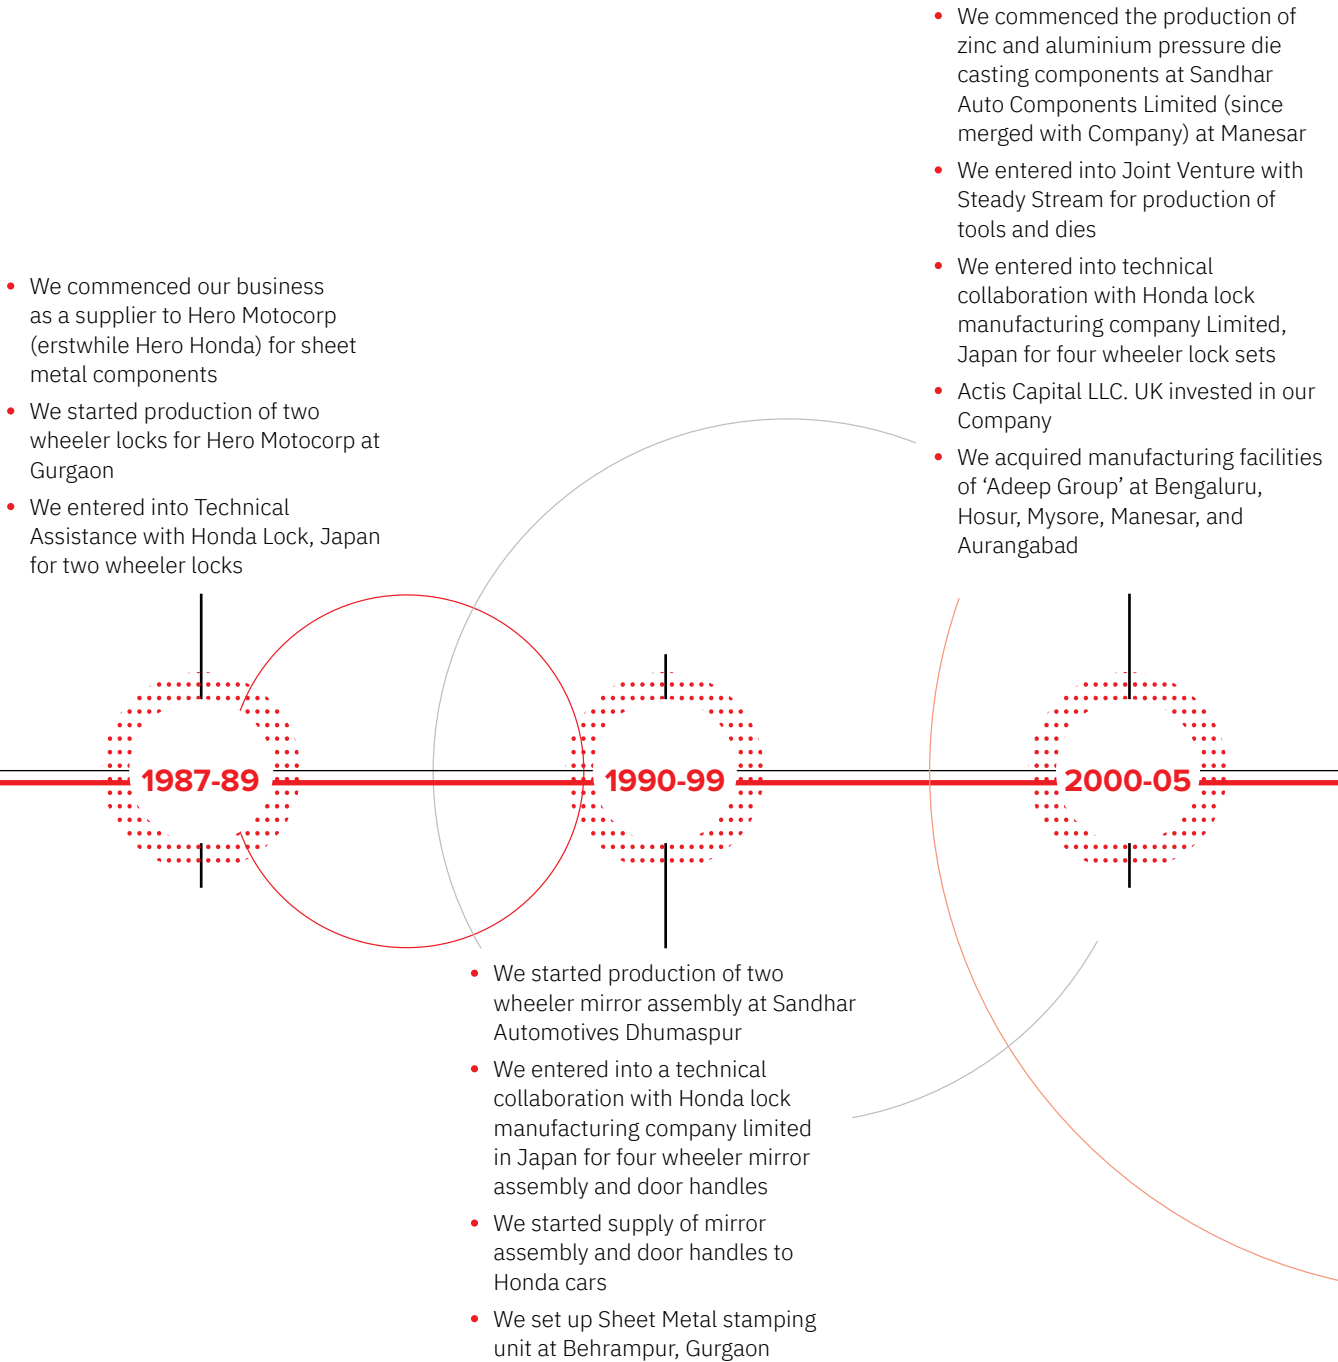 • We commenced our business
as a supplier to Hero Motocorp
(erstwhile Hero Honda) for sheet
metal components
• We started production of two
wheeler locks for Hero Motocorp at
Gurgaon
• We entered into Technical
Assistance with Honda Lock, Japan
for two wheeler locks
1987-89
1990-99
• We started production of two
wheeler mirror assembly at Sandhar
Automotives Dhumaspur
• We entered into a technical
collaboration with Honda lock
manufacturing company limited
in Japan for four wheeler mirror
assembly and door handles
• We started supply of mirror
assembly and door handles to
Honda cars
• We set up Sheet Metal stamping
unit at Behrampur, Gurgaon
• We commenced the production of
zinc and aluminium pressure die
casting components at Sandhar
Auto Components Limited (since
merged with Company) at Manesar
• We entered into Joint Venture with
Steady Stream for production of
tools and dies
• We entered into technical
collaboration with Honda lock
manufacturing company Limited,
Japan for four wheeler lock sets
• Actis Capital LLC. UK invested in our
Company
• We acquired manufacturing facilities
of ‘Adeep Group’ at Bengaluru,
Hosur, Mysore, Manesar, and
Aurangabad
2000-05